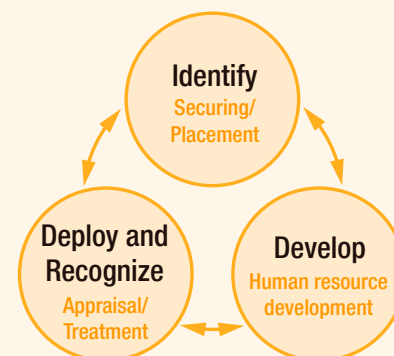 Identify
Securing/
Placement
Deploy and
Recognize
Appraisal/
Treatment
Develop
Human resource
development